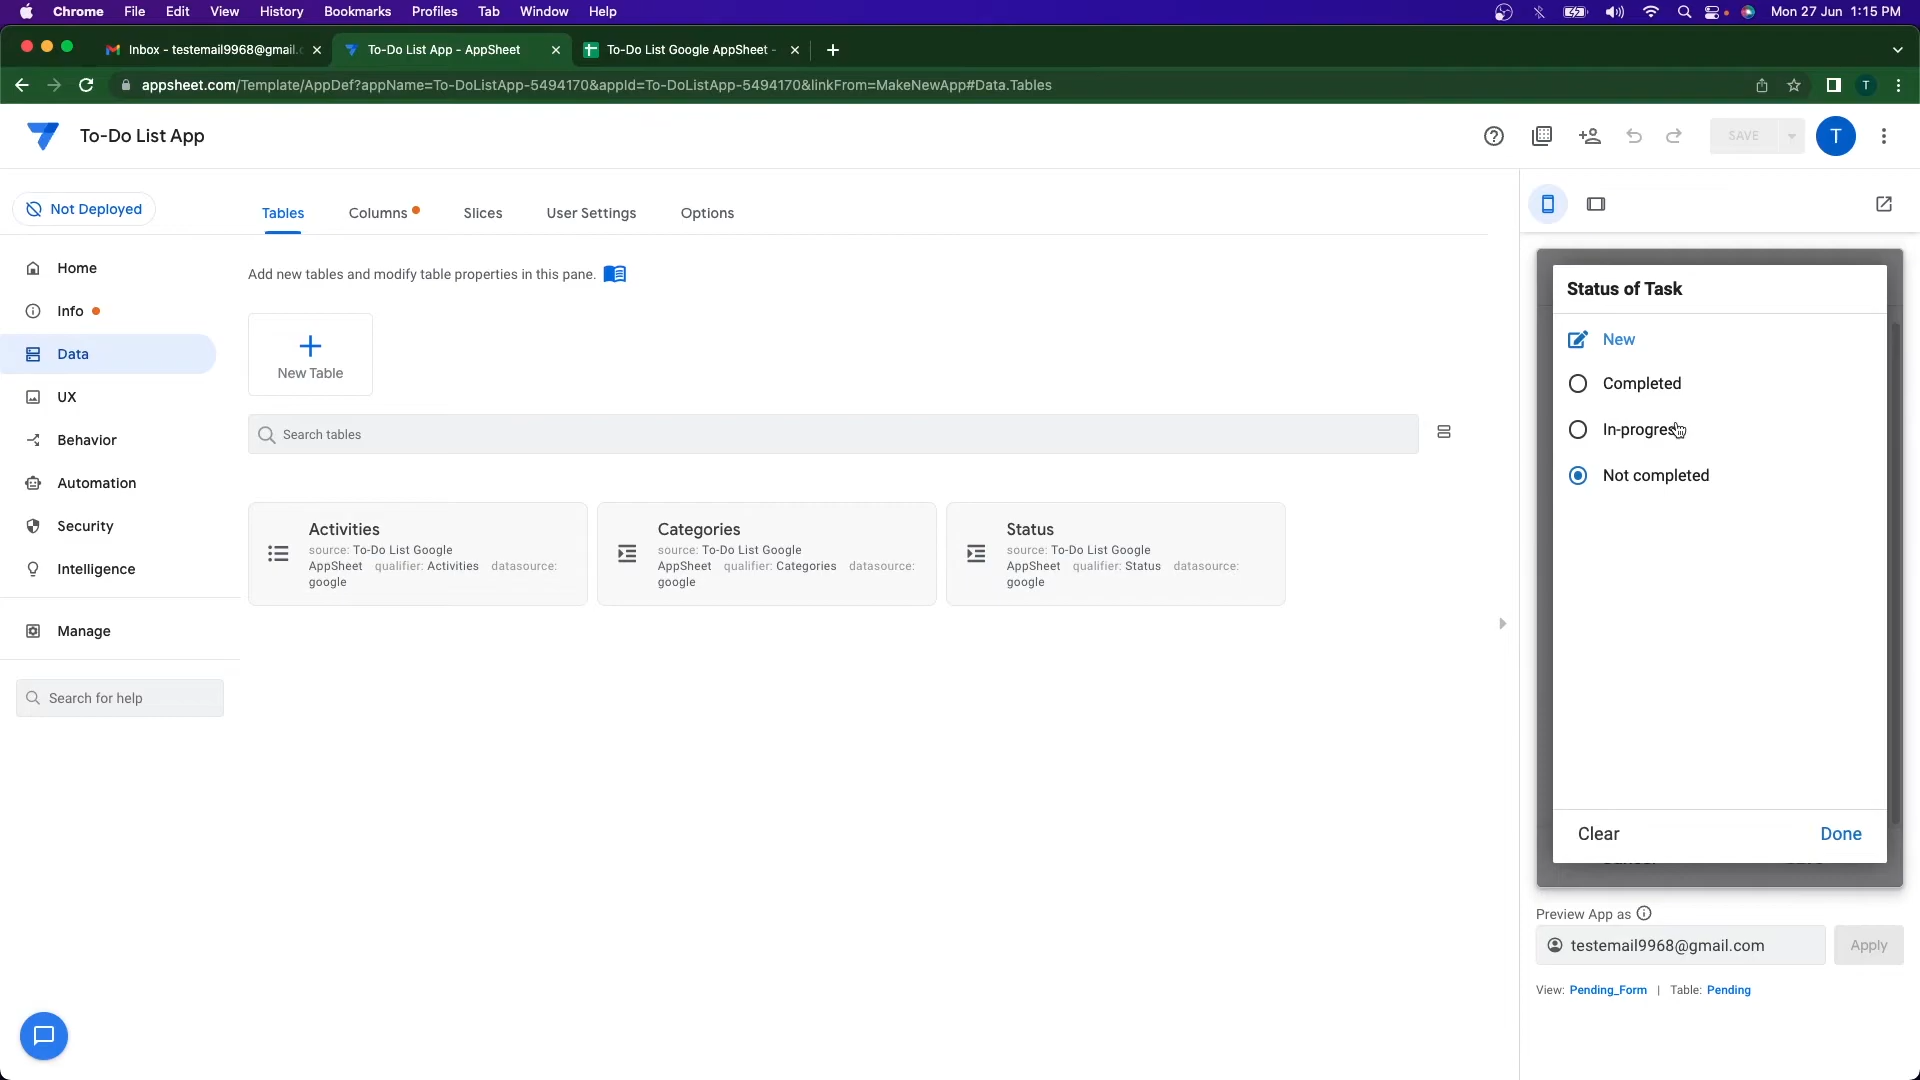 Chrome File Edit View History Bookmarks Profiles Tab Window Help Mon 27 Jun 1:15 PM
Inbox - testemail9968@gmail.c To-Do List App - AppSheet To-Do List Google AppSheet -
appsheet.com/Template/AppDef?appName=To-DoListApp-5494170&appId=To-DoListApp-5494170&linkFrom=MakeNewApp#Data.Tables T
To-Do List App SAVE T
Not Deployed
Home
Info
Data
UX
Behavior
Automation
Security
Intelligence
Manage
Search for help
Tables Columns Slices User Settings Options
Add new tables and modify table properties in this pane.
New Table
Search tables
Activities
source: To-Do List Google
AppSheet qualifier: Activities datasource:
google
Categories
source: To-Do List Google
AppSheet qualifier: Categories datasource:
google
Status
source: To-Do List Google
AppSheet qualifier: Status datasource:
google
Status of Task
New
Completed
In-progress
Not completed
Clear Done
Preview App as
testemail9968@gmail.com Apply
View: Pending_Form | Table: Pending